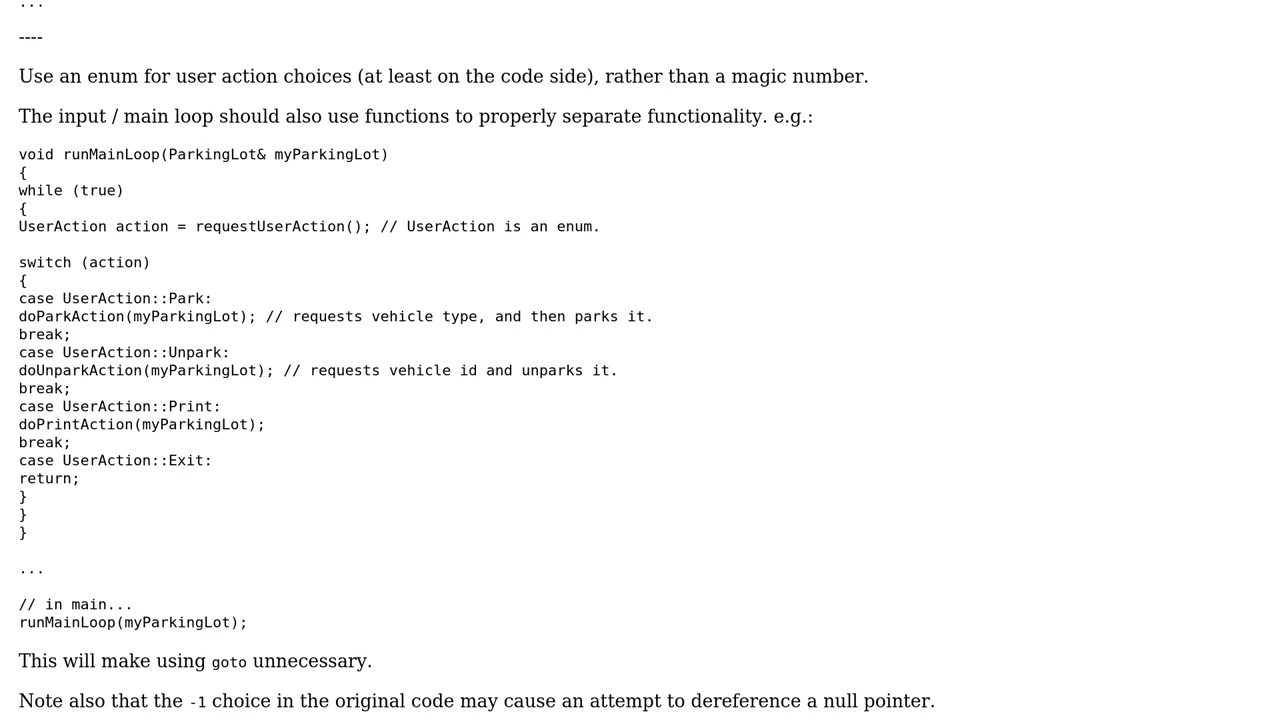 ...
----
Use an enum for user action choices (at least on the code side), rather than a magic number.
The input / main loop should also use functions to properly separate functionality. e.g.:
void runMainLoop(ParkingLot& myParkingLot)
{
while (true)
{
UserAction action = requestUserAction(); // UserAction is an enum.
switch (action)
{
case UserAction::Park:
doParkAction(myParkingLot); // requests vehicle type, and then parks it.
break;
case UserAction::Unpark:
doUnparkAction(myParkingLot); // requests vehicle id and unparks it.
break;
case UserAction::Print:
doPrintAction(myParkingLot);
break;
case UserAction::Exit:
return;
}
}
}
...
// in main...
runMainLoop(myParkingLot);
This will make using goto unnecessary.
Note also that the -1 choice in the original code may cause an attempt to dereference a null pointer.